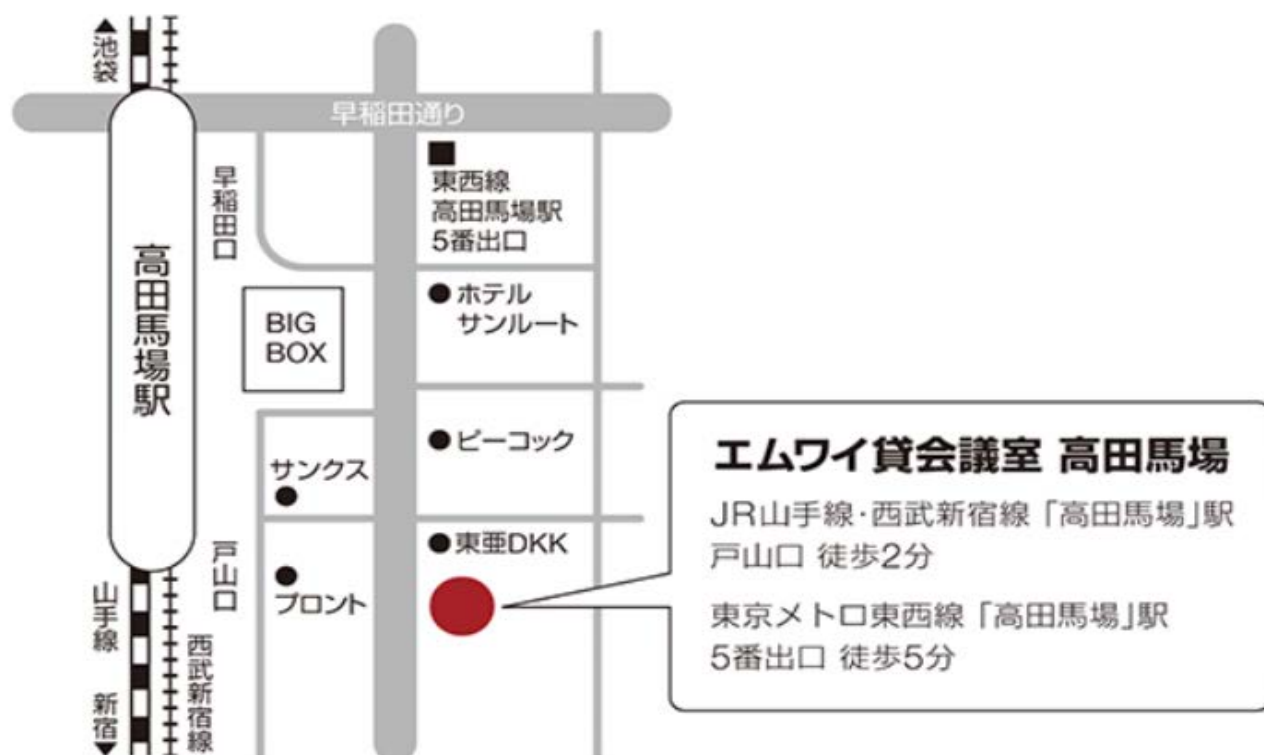 ▲池袋
早稲田通り
早稲田口
■
東西線
高田馬場駅
5番出口
高田馬場駅
BIG
BOX
●ホテル
サンルート
●ピーコック
サンクス
●
●東亜DKK
戸山口
●
プロント
山手線
新宿▼
西武新宿線
エムワイ貸会議室 高田馬場
JR山手線・西武新宿線「高田馬場」駅
戸山口 徒歩2分
東京メトロ東西線「高田馬場」駅
5番出口 徒歩5分